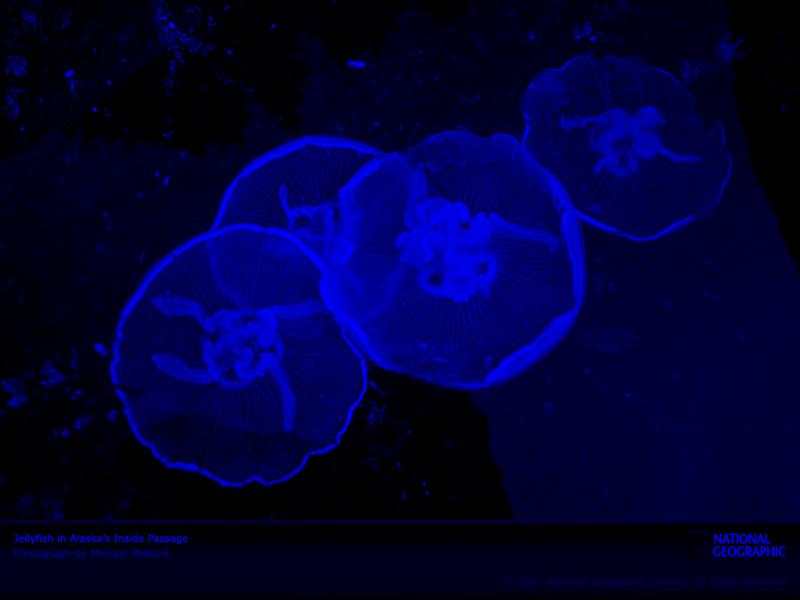 Jellyfish in Alaska's Inside Passage
Photograph by Michael Melford
NATIONAL
GEOGRAPHIC
© 2007 National Geographic Society. All rights reserved.